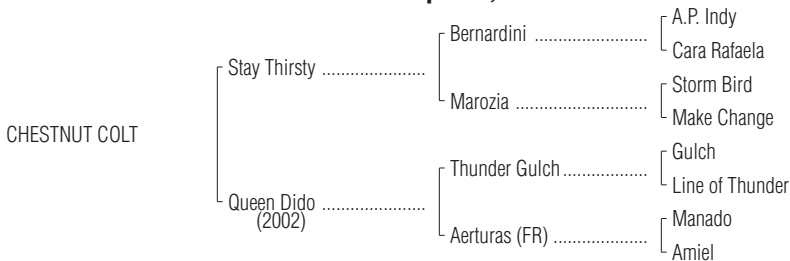 A.P. Indy
Bernardini ........................
Cara Rafaela
Stay Thirsty ......................
Storm Bird
Marozia ............................
Make Change
CHESTNUT COLT
Gulch
Thunder Gulch ..................
Line of Thunder
Queen Dido ......................
(2002)
Manado
Aerturas (FR) ....................
Amiel